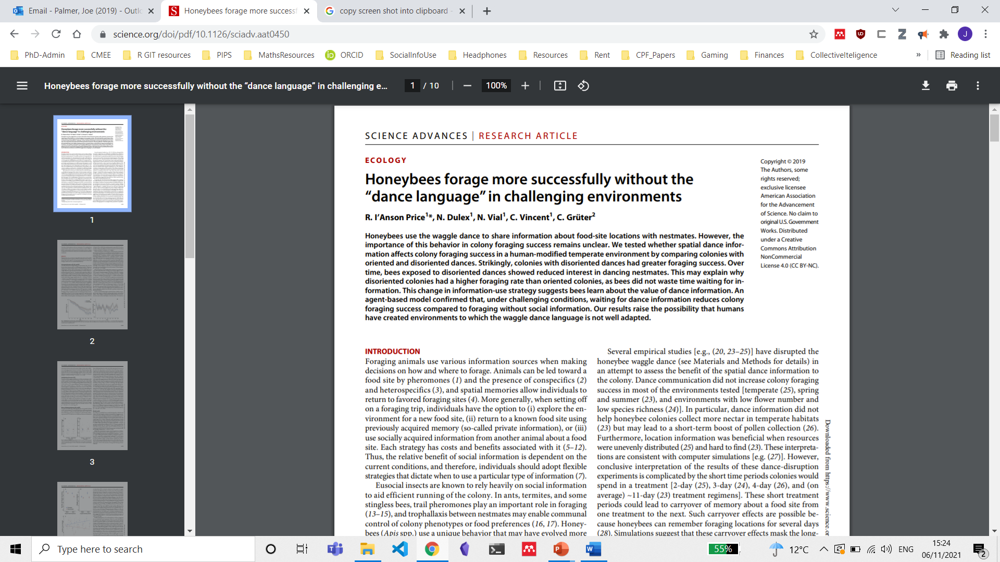 Email - Palmer, Joe (2019) - Outlo
Honeybees forage more successf
copy screen shot into clipboard -
science.org/doi/pdf/10.1126/sciadv.aat0450
J
PhD-Admin
CMEE
R GIT resources
PIPS
MathsResources
ORCID
SocialInfoUse
Headphones
Resources
Rent
CPF_Papers
Gaming
Finances
CollectiveIteligence
»
Reading list
Honeybees forage more successfully without the “dance language” in challenging e...
1 / 10
100%
1
2
3
SCIENCE ADVANCES | RESEARCH ARTICLE
ECOLOGY
Honeybees forage more successfully without the
“dance language” in challenging environments
R. I’Anson Price1*, N. Dulex1, N. Vial1, C. Vincent1, C. Grüter2
Honeybees use the waggle dance to share information about food-site locations with nestmates. However, the
importance of this behavior in colony foraging success remains unclear. We tested whether spatial dance infor-
mation affects colony foraging success in a human-modified temperate environment by comparing colonies with
oriented and disoriented dances. Strikingly, colonies with disoriented dances had greater foraging success. Over
time, bees exposed to disoriented dances showed reduced interest in dancing nestmates. This may explain why
disoriented colonies had a higher foraging rate than oriented colonies, as bees did not waste time waiting for in-
formation. This change in information-use strategy suggests bees learn about the value of dance information. An
agent-based model confirmed that, under challenging conditions, waiting for dance information reduces colony
foraging success compared to foraging without social information. Our results raise the possibility that humans
have created environments to which the waggle dance language is not well adapted.
Copyright © 2019
The Authors, some
rights reserved;
exclusive licensee
American Association
for the Advancement
of Science. No claim to
original U.S. Government
Works. Distributed
under a Creative
Commons Attribution
NonCommercial
License 4.0 (CC BY-NC).
INTRODUCTION
Foraging animals use various information sources when making
decisions on how and where to forage. Animals can be led toward a
food site by pheromones (1) and the presence of conspecifics (2)
and heterospecifics (3), and spatial memories allow individuals to
return to favored foraging sites (4). More generally, when setting off
on a foraging trip, individuals have the option to (i) explore the en-
vironment for a new food site, (ii) return to a known food site using
previously acquired memory (so-called private information), or (iii)
use socially acquired information from another animal about a food
site. Each strategy has costs and benefits associated with it (5–12).
Thus, the relative benefit of social information is dependent on the
current conditions, and therefore, individuals should adopt flexible
strategies that dictate when to use a particular type of information (7).
Eusocial insects are known to rely heavily on social information
to aid efficient running of the colony. In ants, termites, and some
stingless bees, trail pheromones play an important role in foraging
(13–15), and trophallaxis between nestmates may enable communal
control of colony phenotypes or food preferences (16, 17). Honey-
bees (Apis spp.) use a unique behavior that may have evolved more
Several empirical studies [e.g., (20, 23–25)] have disrupted the
honeybee waggle dance (see Materials and Methods for details) in
an attempt to assess the benefit of the spatial dance information to
the colony. Dance communication did not increase colony foraging
success in most of the environments tested [temperate (25), spring
and summer (23), and environments with low flower number and
low species richness (24)]. In particular, dance information did not
help honeybee colonies collect more nectar in temperate habitats
(23) but may lead to a short-term boost of pollen collection (26).
Furthermore, location information was beneficial when resources
were unevenly distributed (25) and hard to find (23). These interpreta-
tions are consistent with computer simulations [e.g. (27)]. However,
conclusive interpretation of the results of these dance-disruption
experiments is complicated by the short time periods colonies would
spend in a treatment [2-day (25), 3-day (24), 4-day (26), and (on
average) ~11-day (23) treatment regimens]. These short treatment
periods could lead to carryover of memory about a food site from
one treatment to the next. Such carryover effects are possible be-
cause honeybees can remember foraging locations for several days
(28). Simulations suggest that these carryover effects mask the long-
Downloaded from https://www.science.or
Type here to search
55%
12°C
ENG
15:24
06/11/2021
2